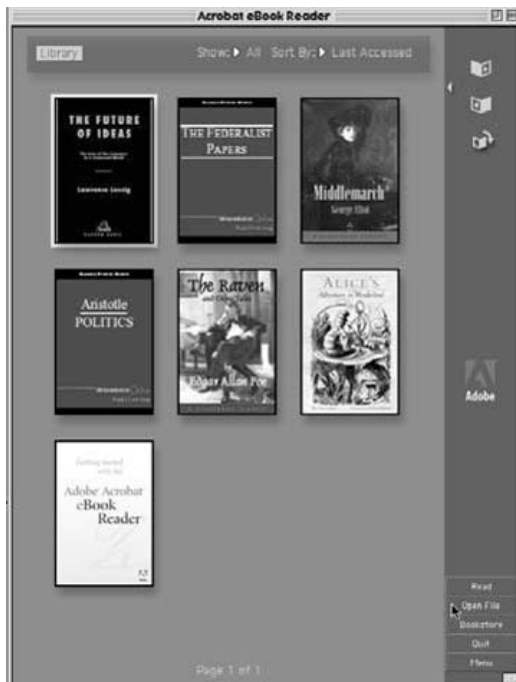 Acrobat eBook Reader
Library
Show: All Sort By: Last Accessed
THE FUTURE
OF IDEAS
Lawrence Lessig
THE FEDERALIST
PAPERS
Middlemarch
George Eliot
Aristotle
POLITICS
The Raven
and Other Tales
Edgar Allan Poe
ALICE'S
Adventures in Wonderland
Getting started
with the
Adobe Acrobat
eBook
Reader
Adobe
Read
Open File
Bookstore
Quit
Menu
Page 1 of 1